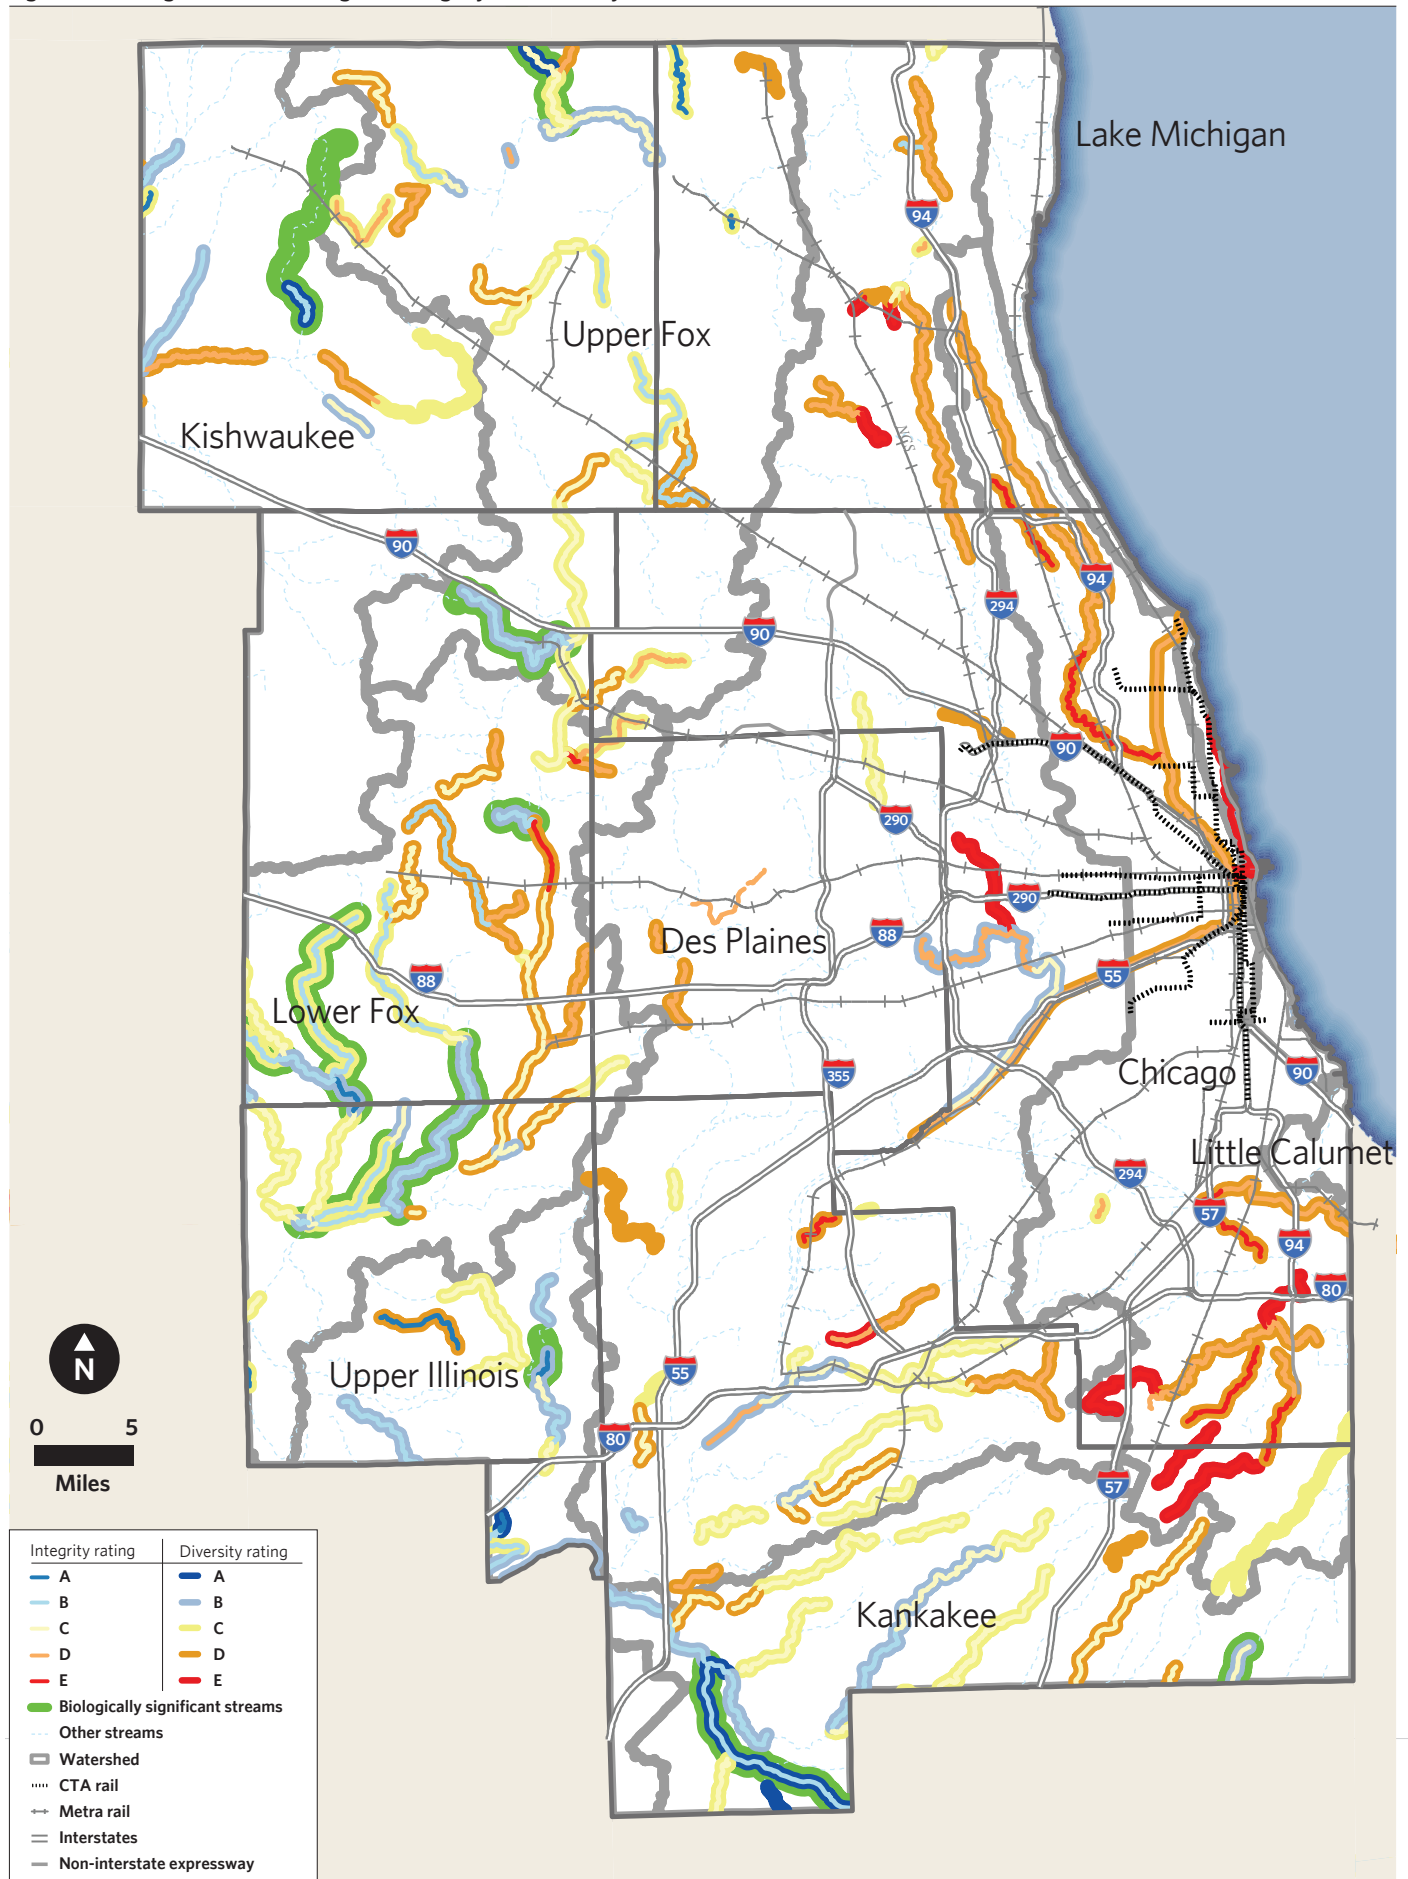 Lake Michigan
94
Upper Fox
Kishwaukee
NGS
90
94
294
90
90
290
290
Des Plaines
88
88
55
Lower Fox
355
Chicago
90
Little Calumet
294
57
94
80
N
Upper Illinois
55
0 5
80
Miles
57
Integrity rating Diversity rating
A A
B B
C C
D D
E E
Biologically significant streams
Other streams
Watershed
CTA rail
Metra rail
Interstates
Non-interstate expressway
Kankakee